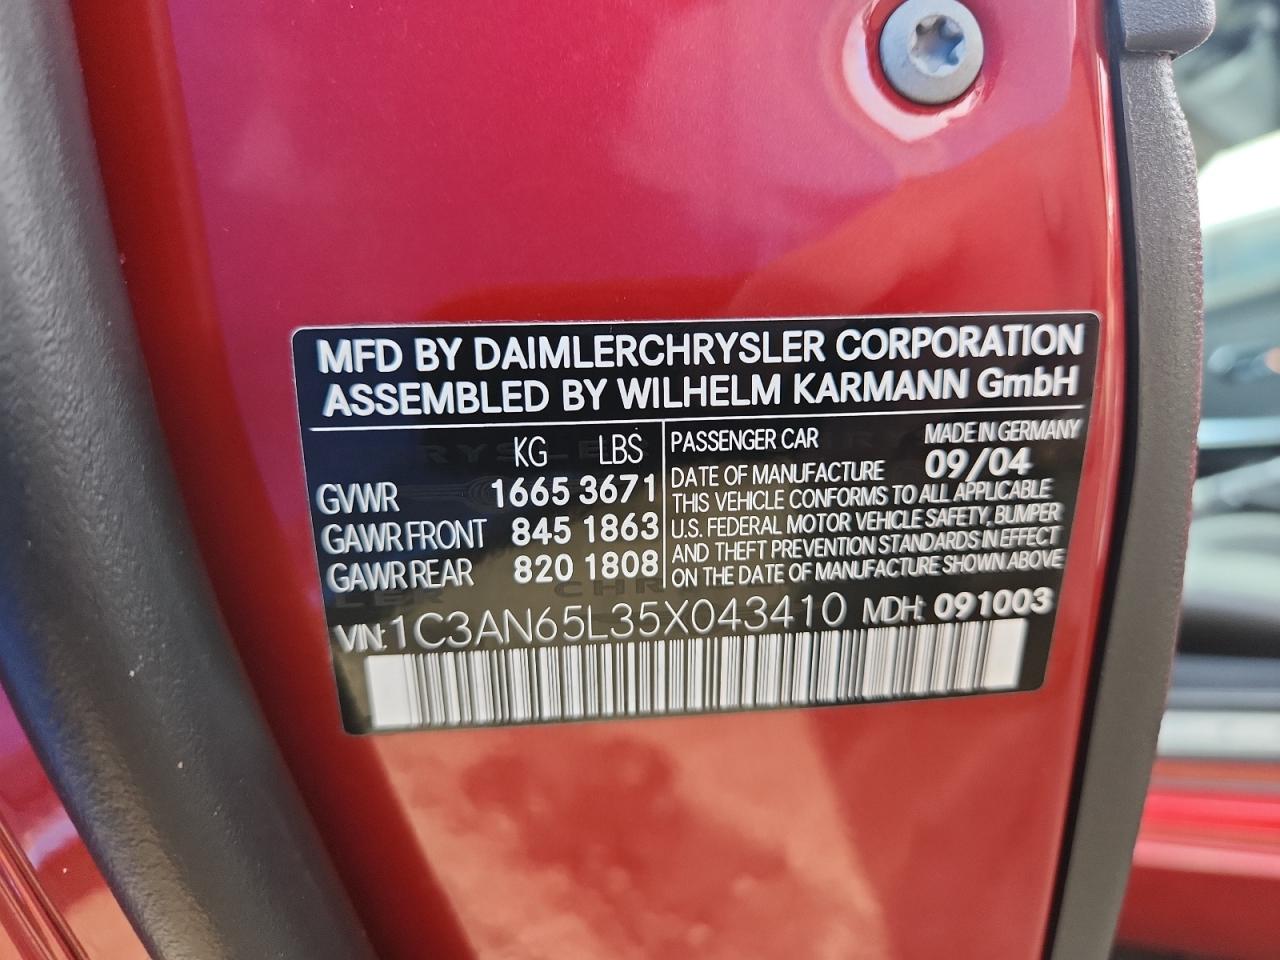 MFD BY DAIMLERCHRYSLER CORPORATION
ASSEMBLED BY WILHELM KARMANN GmbH
KG LBS
GVWR 1665 3671
GAWR FRONT 845 1863
GAWR REAR 820 1808
PASSENGER CAR MADE IN GERMANY
DATE OF MANUFACTURE 09/04
THIS VEHICLE CONFORMS TO ALL APPLICABLE
U.S. FEDERAL MOTOR VEHICLE SAFETY, BUMPER
AND THEFT PREVENTION STANDARDS IN EFFECT
ON THE DATE OF MANUFACTURE SHOWN ABOVE
VIN: 1C3AN65L35X043410 MDH: 091003